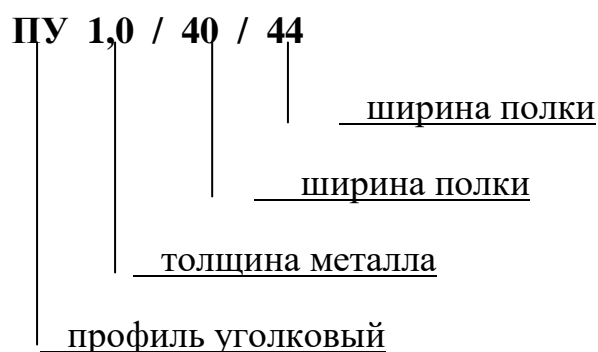 ПУ 1,0 / 40 / 44
ширина полки
ширина полки
толщина металла
профиль уголковый